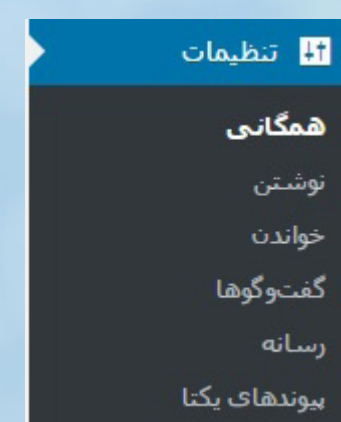 تنظیمات
همگانی
نوشتن
خواندن
گفت‌وگوها
رسانه
پیوندهای یکتا